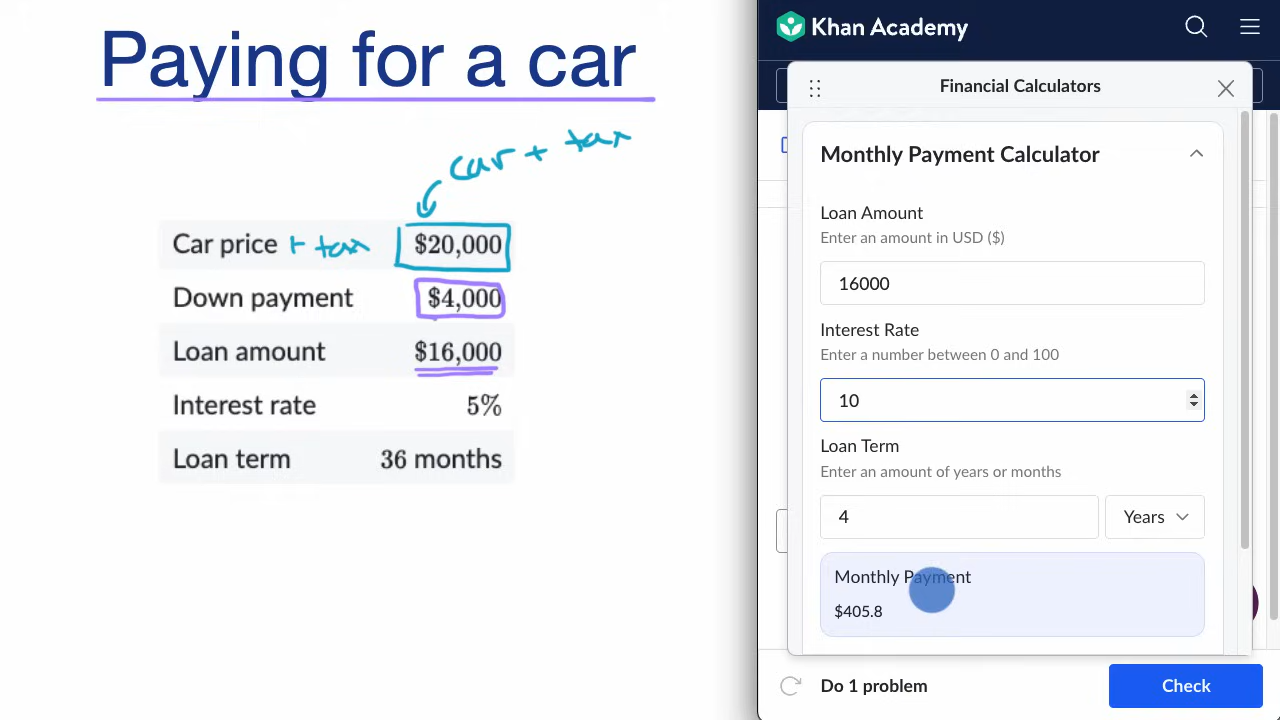 Paying for a car
car + tax
Car price + tax $20,000
Down payment $4,000
Loan amount $16,000
Interest rate 5%
Loan term 36 months
Khan Academy
Financial Calculators
Monthly Payment Calculator
Loan Amount
Enter an amount in USD ($)
16000
Interest Rate
Enter a number between 0 and 100
10
Loan Term
Enter an amount of years or months
4 Years
Monthly Payment
$405.8
Do 1 problem Check